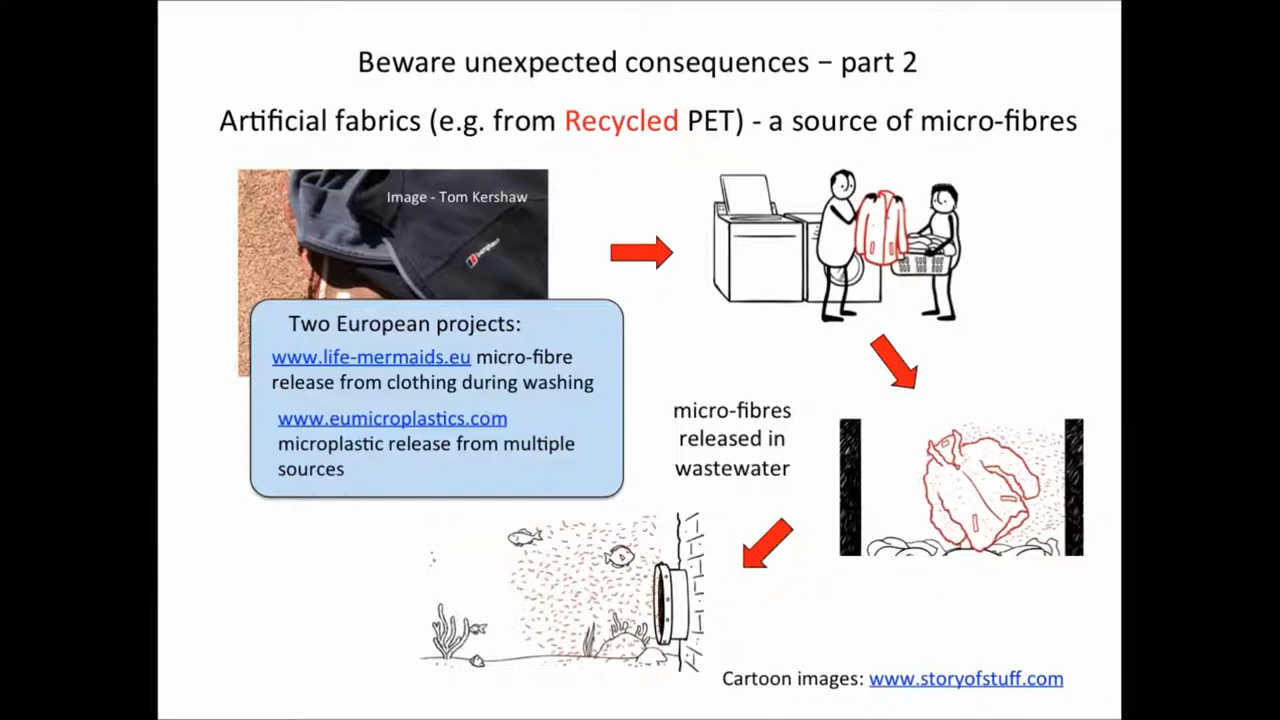 Beware unexpected consequences – part 2
Artificial fabrics (e.g. from Recycled PET) - a source of micro-fibres
Image - Tom Kershaw
berghaus
Two European projects:
www.life-mermaids.eu micro-fibre
release from clothing during washing
www.eumicroplastics.com
microplastic release from multiple
sources
micro-fibres
released in
wastewater
Cartoon images: www.storyofstuff.com